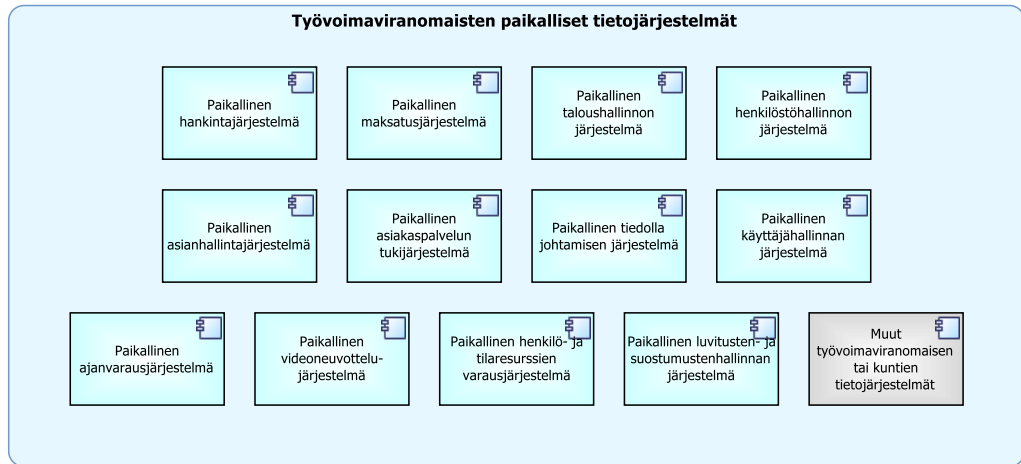 Työvoimaviranomaisten paikalliset tietojärjestelmät
Paikallinen
hankintajärjestelmä
Paikallinen
maksatusjärjestelmä
Paikallinen
taloushallinnon
järjestelmä
Paikallinen
henkilöstöhallinnon
järjestelmä
Paikallinen
asianhallintajärjestelmä
Paikallinen
asiakaspalvelun
tukijärjestelmä
Paikallinen tiedolla
johtamisen järjestelmä
Paikallinen
käyttäjähallinnan
järjestelmä
Paikallinen
ajanvarausjärjestelmä
Paikallinen
videoneuvottelu-
järjestelmä
Paikallinen henkilö- ja
tilaresurssien
varausjärjestelmä
Paikallinen luvitusten- ja
suostumustenhallinnan
järjestelmä
Muut
työvoimaviranomaisen
tai kuntien
tietojärjestelmät